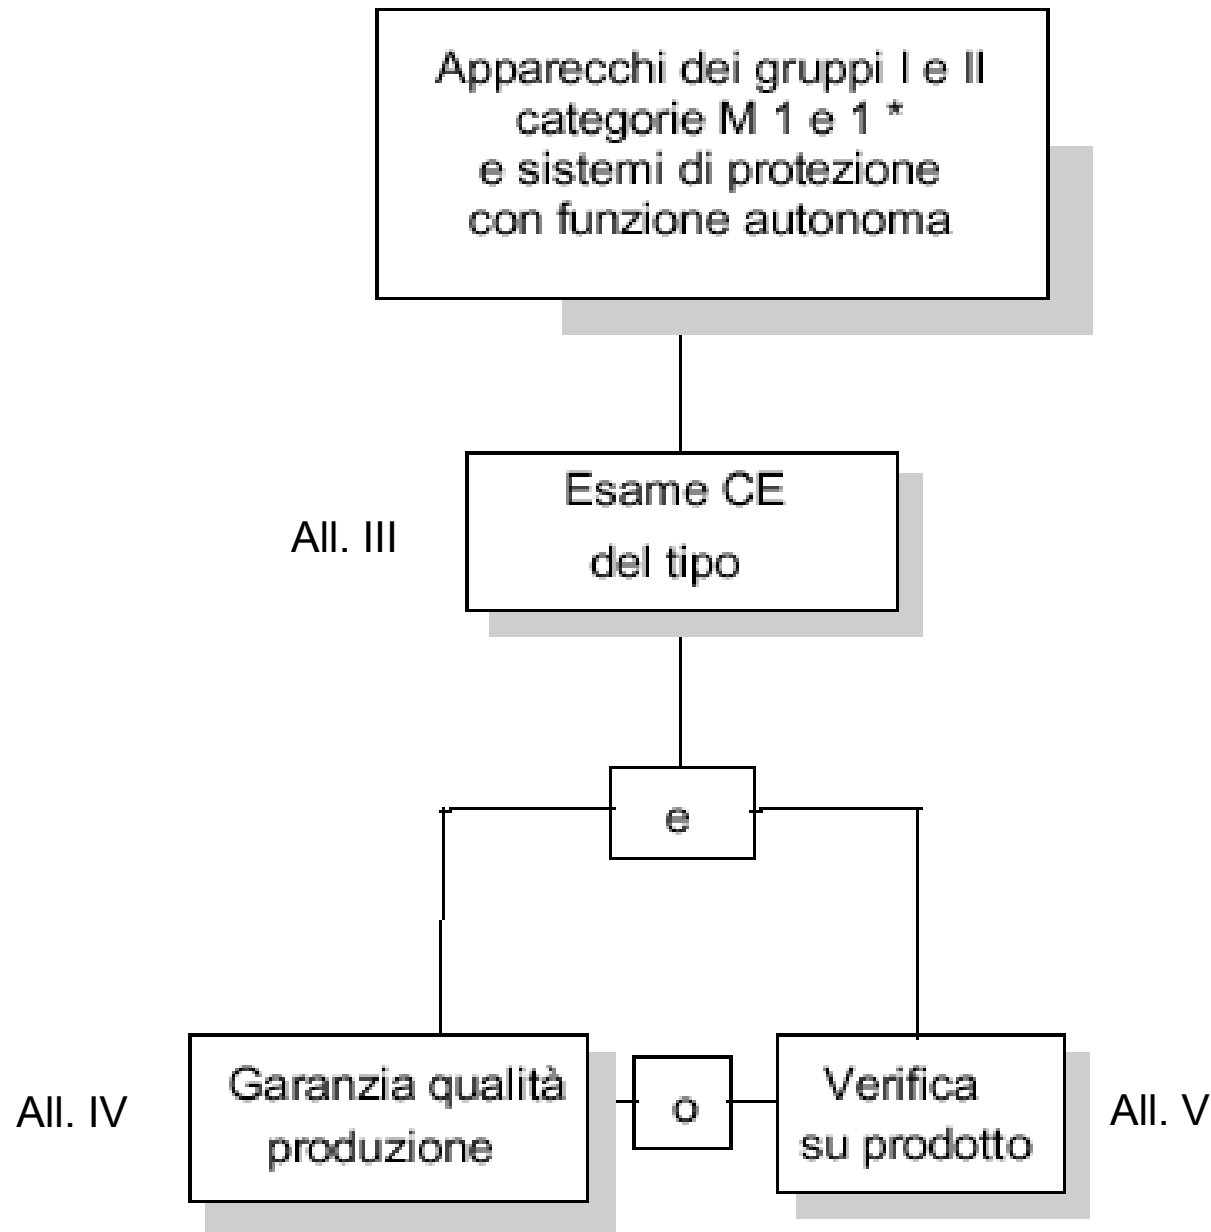 Apparecchi dei gruppi I e II
categorie M 1 e 1 *
e sistemi di protezione
con funzione autonoma
Esame CE
del tipo
All. III
e
Garanzia qualità
produzione
All. IV
o
Verifica
su prodotto
All. V